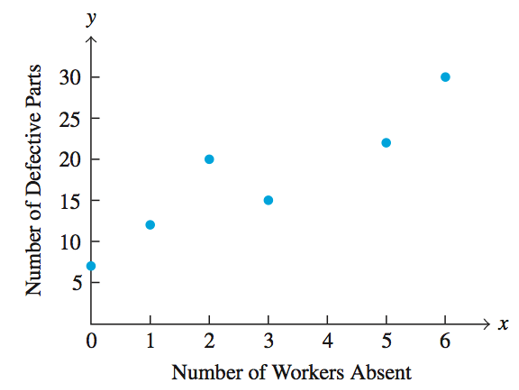 y
Number of Defective Parts
30
25
20
15
10
5
0 1 2 3 4 5 6
x
Number of Workers Absent